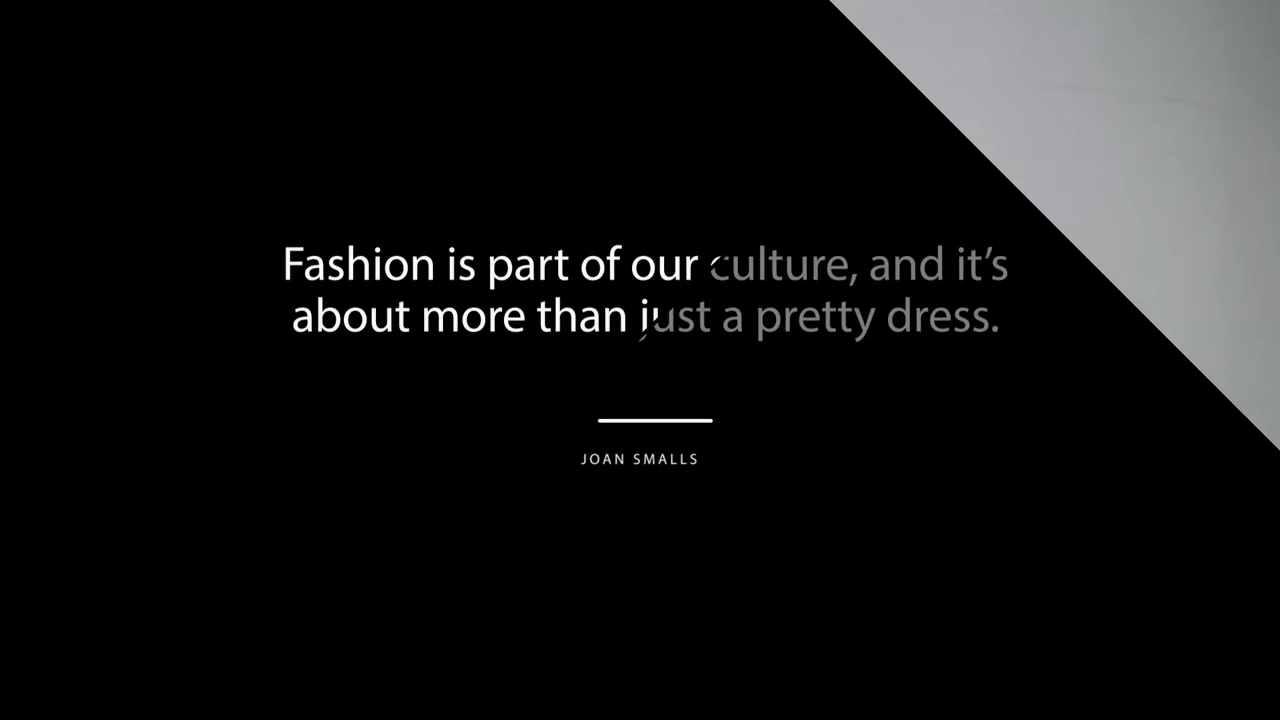 Fashion is part of our culture, and it’s
about more than just a pretty dress.
JOAN SMALLS